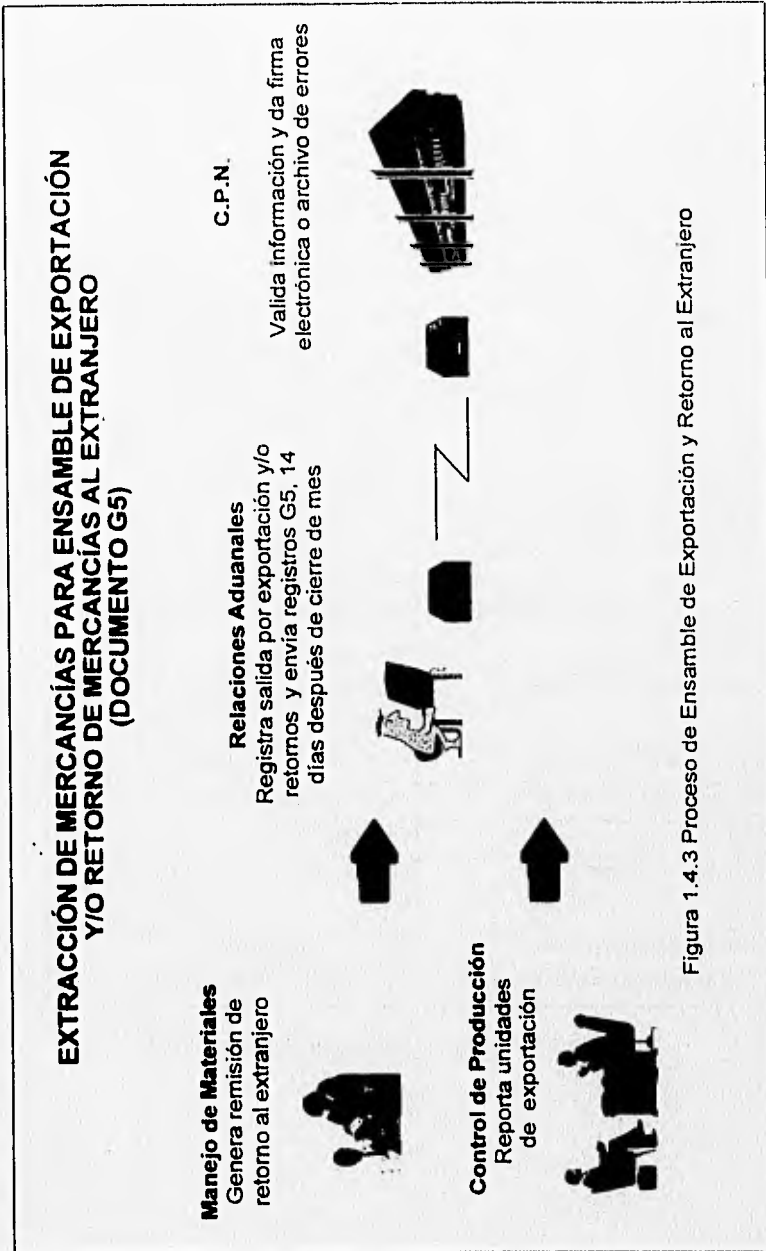 EXTRACCIÓN DE MERCANCÍAS PARA ENSAMBLE DE EXPORTACIÓN
Y/O RETORNO DE MERCANCÍAS AL EXTRANJERO
(DOCUMENTO G5)
Manejo de Materiales
Genera remisión de
retorno al extranjero
Control de Producción
Reporta unidades
de exportación
Relaciones Aduanales
Registra salida por exportación y/o
retornos y envía registros G5, 14
días después de cierre de mes
C.P.N.
Valida información y da firma
electrónica o archivo de errores
Figura 1.4.3 Proceso de Ensamble de Exportación y Retorno al Extranjero